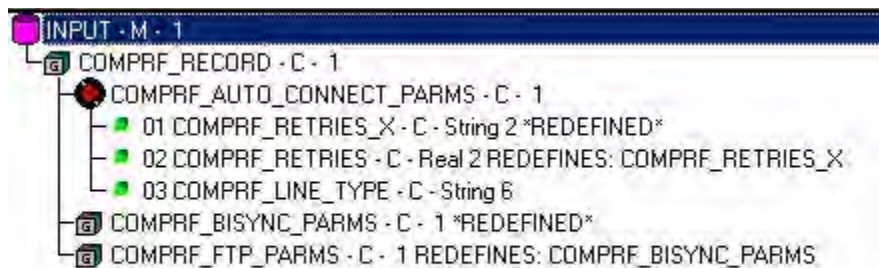 INPUT - M - 1
G COMPRF_RECORD - C - 1
COMPRF_AUTO_CONNECT_PARMS - C - 1
01 COMPRF_RETRIES_X - C - String 2 *REDEFINED*
02 COMPRF_RETRIES - C - Real 2 REDEFINES: COMPRF_RETRIES_X
03 COMPRF_LINE_TYPE - C - String 6
G COMPRF_BISYNC_PARMS - C - 1 *REDEFINED*
G COMPRF_FTP_PARMS - C - 1 REDEFINES: COMPRF_BISYNC_PARMS